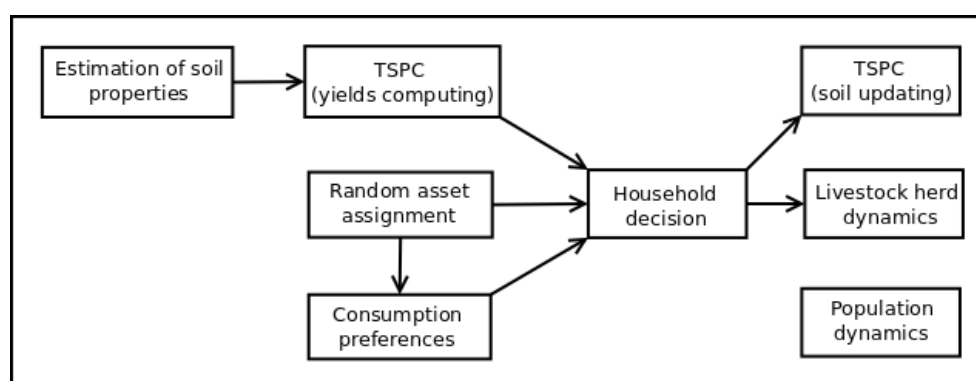 Estimation of soil
properties
TSPC
(yields computing)
TSPC
(soil updating)
Random asset
assignment
Household
decision
Livestock herd
dynamics
Consumption
preferences
Population
dynamics